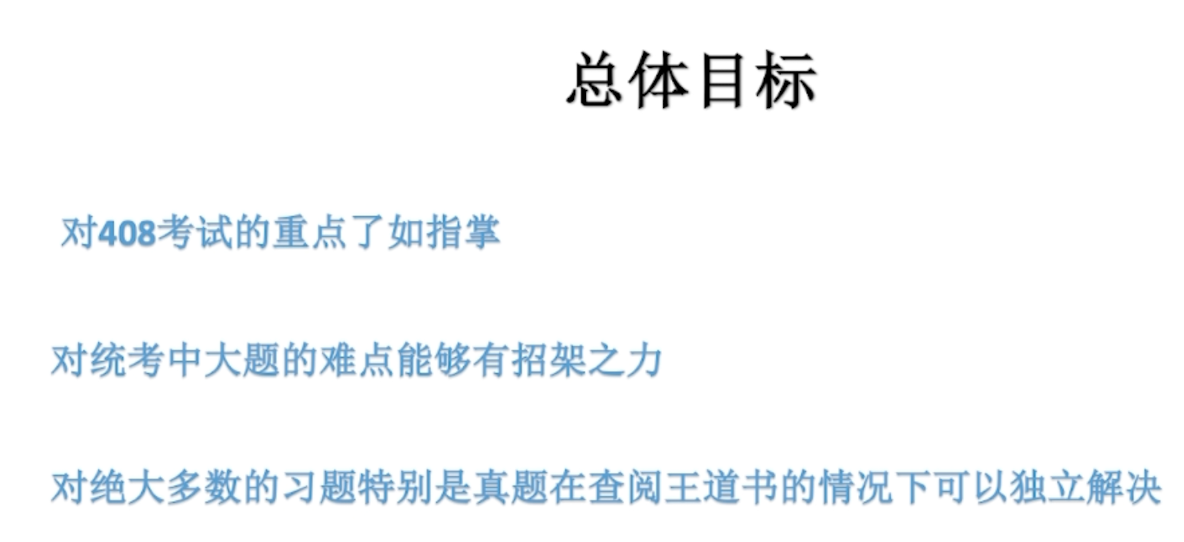 总体目标
对408考试的重点了如指掌
对统考中大题的难点能够有招架之力
对绝大多数的习题特别是真题在查阅王道书的情况下可以独立解决